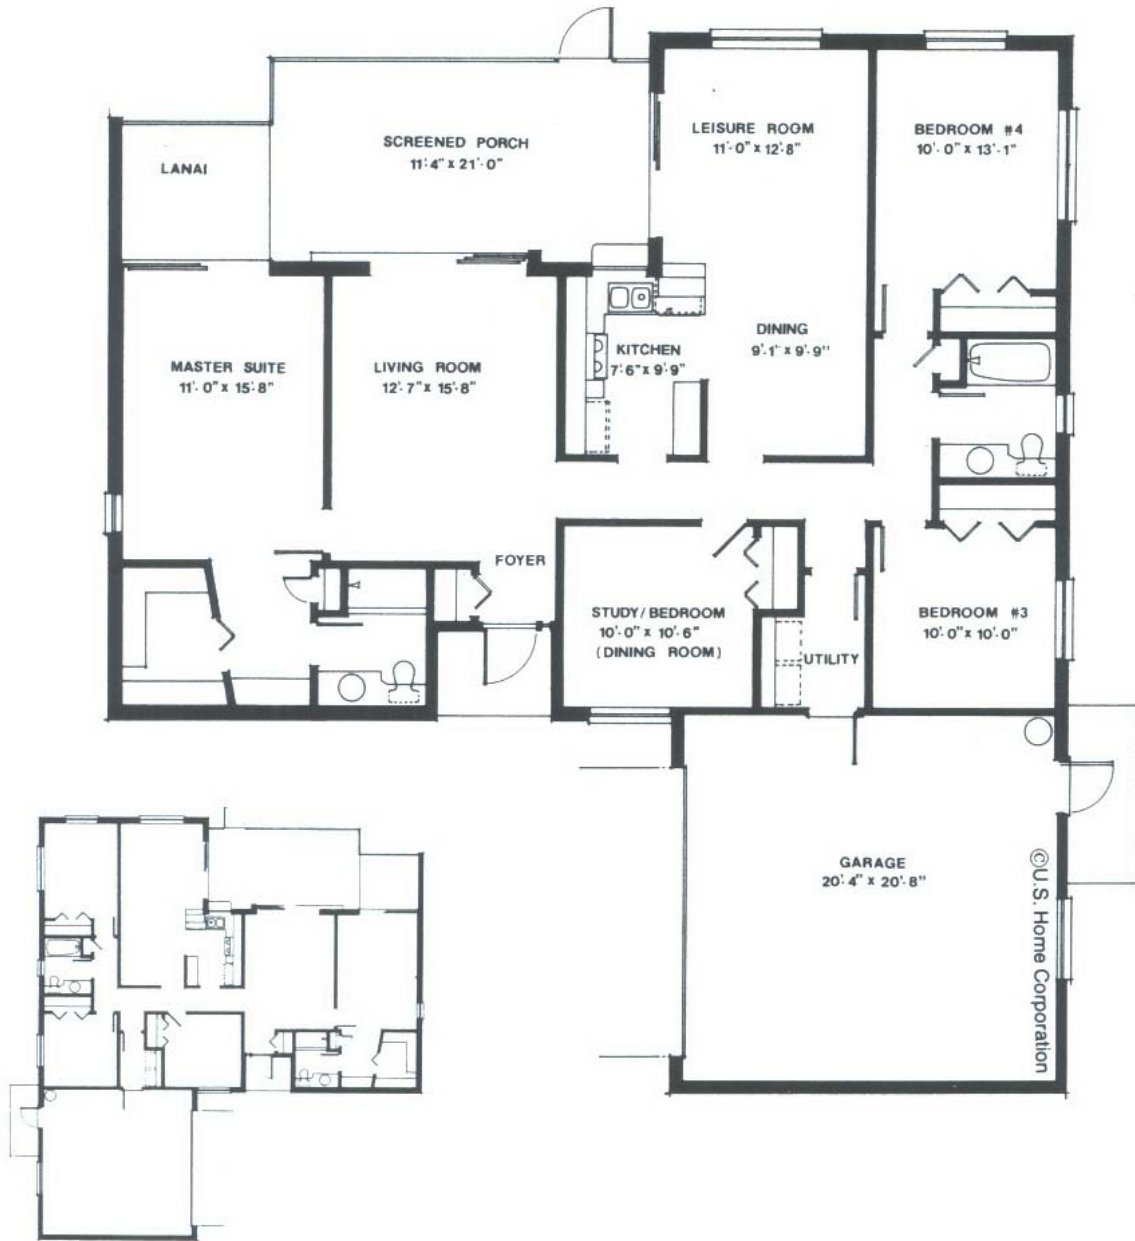 LEISURE ROOM
11'-0" x 12'-8"
BEDROOM #4
10'-0" x 13'-1"
SCREENED PORCH
11'-4" x 21'-0"
LANAI
DINING
9'-1" x 9'-9"
KITCHEN
7'-6" x 9'-9"
MASTER SUITE
11'-0" x 15'-8"
LIVING ROOM
12'-7" x 15'-8"
FOYER
STUDY/BEDROOM
10'-0" x 10'-6"
(DINING ROOM)
BEDROOM #3
10'-0" x 10'-0"
UTILITY
GARAGE
20'-4" x 20'-8"
©U.S. Home Corporation